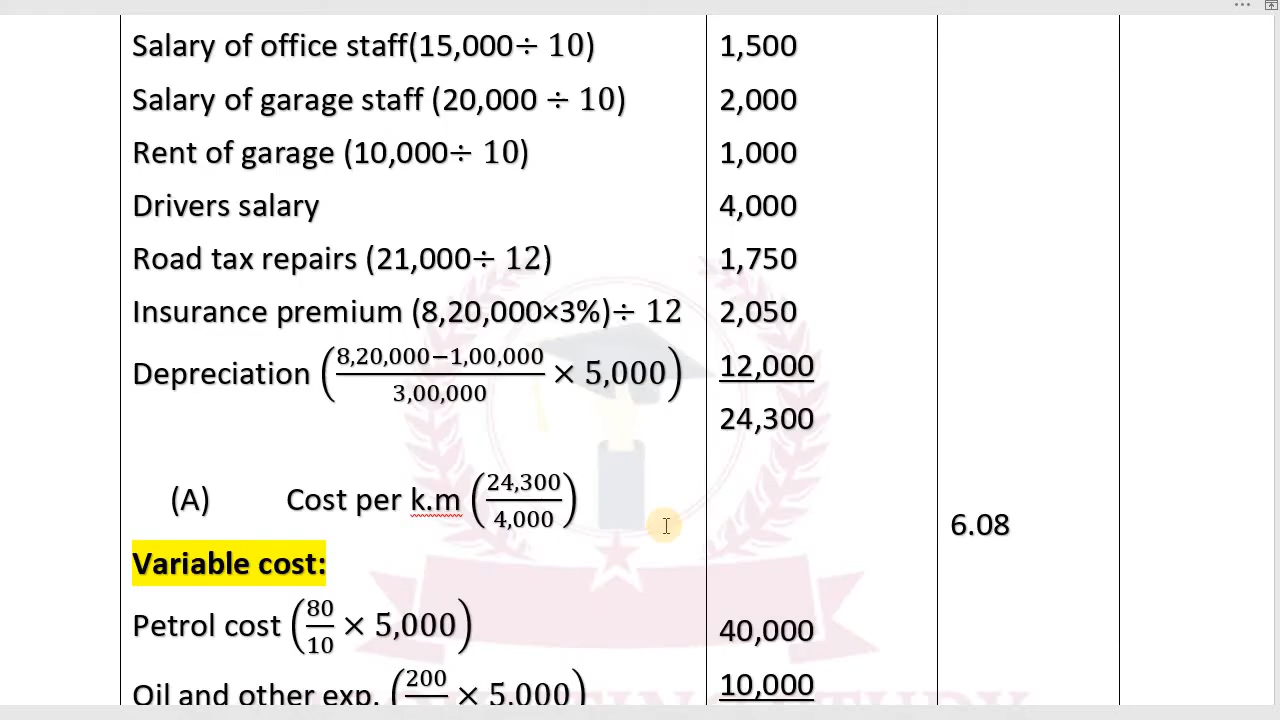 Salary of office staff(15,000÷ 10) 1,500
Salary of garage staff (20,000 ÷ 10) 2,000
Rent of garage (10,000÷ 10) 1,000
Drivers salary 4,000
Road tax repairs (21,000÷ 12) 1,750
Insurance premium (8,20,000×3%)÷ 12 2,050
Depreciation (8,20,000−1,00,000/3,00,000 × 5,000) 12,000
24,300
(A) Cost per k.m (24,300/4,000)
6.08
Variable cost:
Petrol cost (80/10 × 5,000) 40,000
Oil and other exp. (200 × 5,000) 10,000